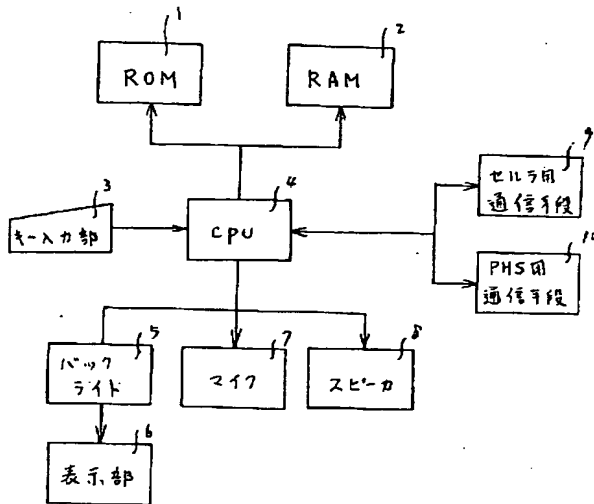 1
ROM
2
RAM
3
キー入力部
4
CPU
9
セルラ用
通信手段
10
PHS用
通信手段
5
バック
ライト
7
マイク
8
スピーカ
6
表示部